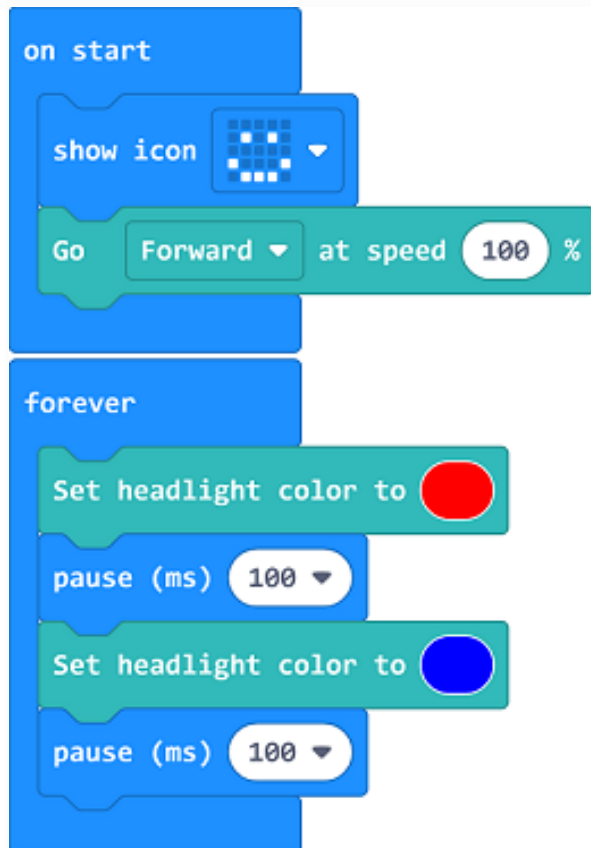 on start
show icon
Go Forward at speed 100 %
forever
Set headlight color to
pause (ms) 100
Set headlight color to
pause (ms) 100